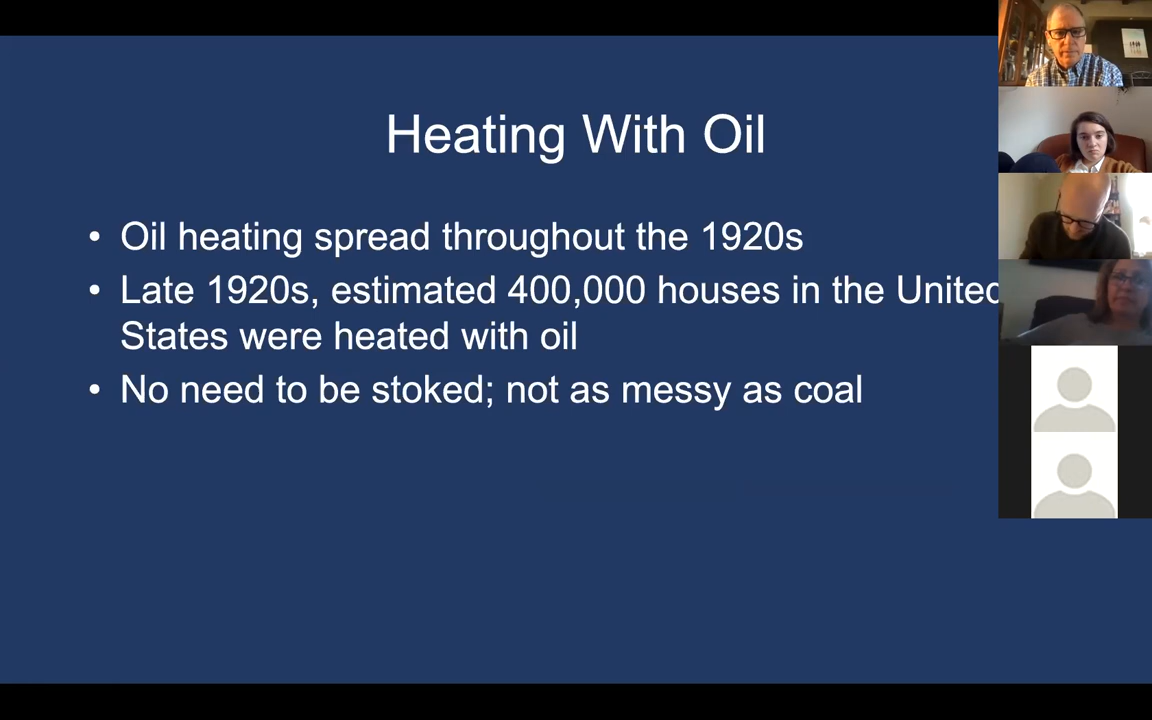 Heating With Oil
• Oil heating spread throughout the 1920s
• Late 1920s, estimated 400,000 houses in the United
States were heated with oil
• No need to be stoked; not as messy as coal